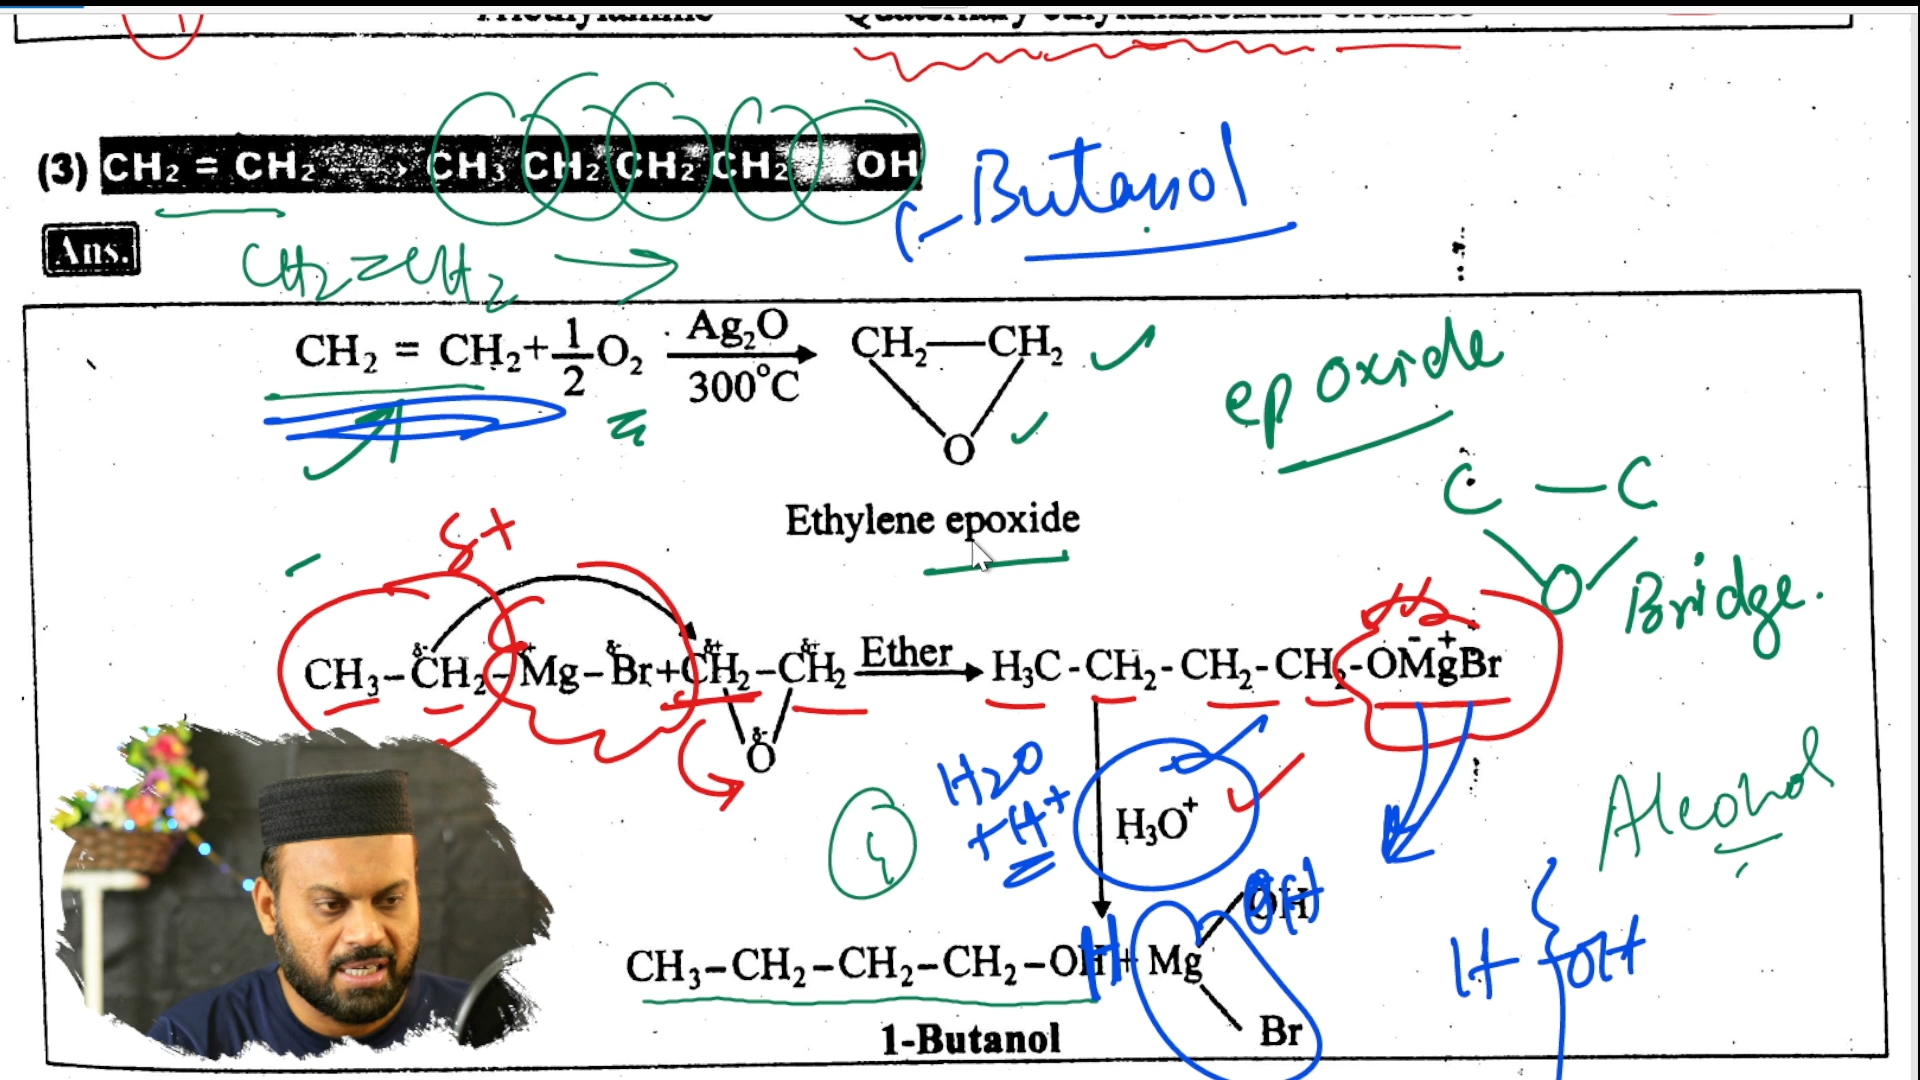 (3) CH₂ = CH₂ → CH₃ CH₂ CH₂ CH₂ OH
1-Butanol
Ans.
CH₂=CH₂ →
CH₂ = CH₂+1/2O₂ Ag₂O 300°C → CH₂—CH₂
O
epoxide
Ethylene epoxide
C — C
O
Bridge.
δ+
CH₃–CH₂–Mg–Br+CH₂–CH₂ Ether → H₃C-CH₂-CH₂-CH₂-OMgBr
δ- + δ- δ+ δ+ - +
O
δ-
H₂O
+H+
H₃O⁺
Alcohol
OH
CH₃–CH₂–CH₂–CH₂–OH + Mg
Br
H OH
1-Butanol